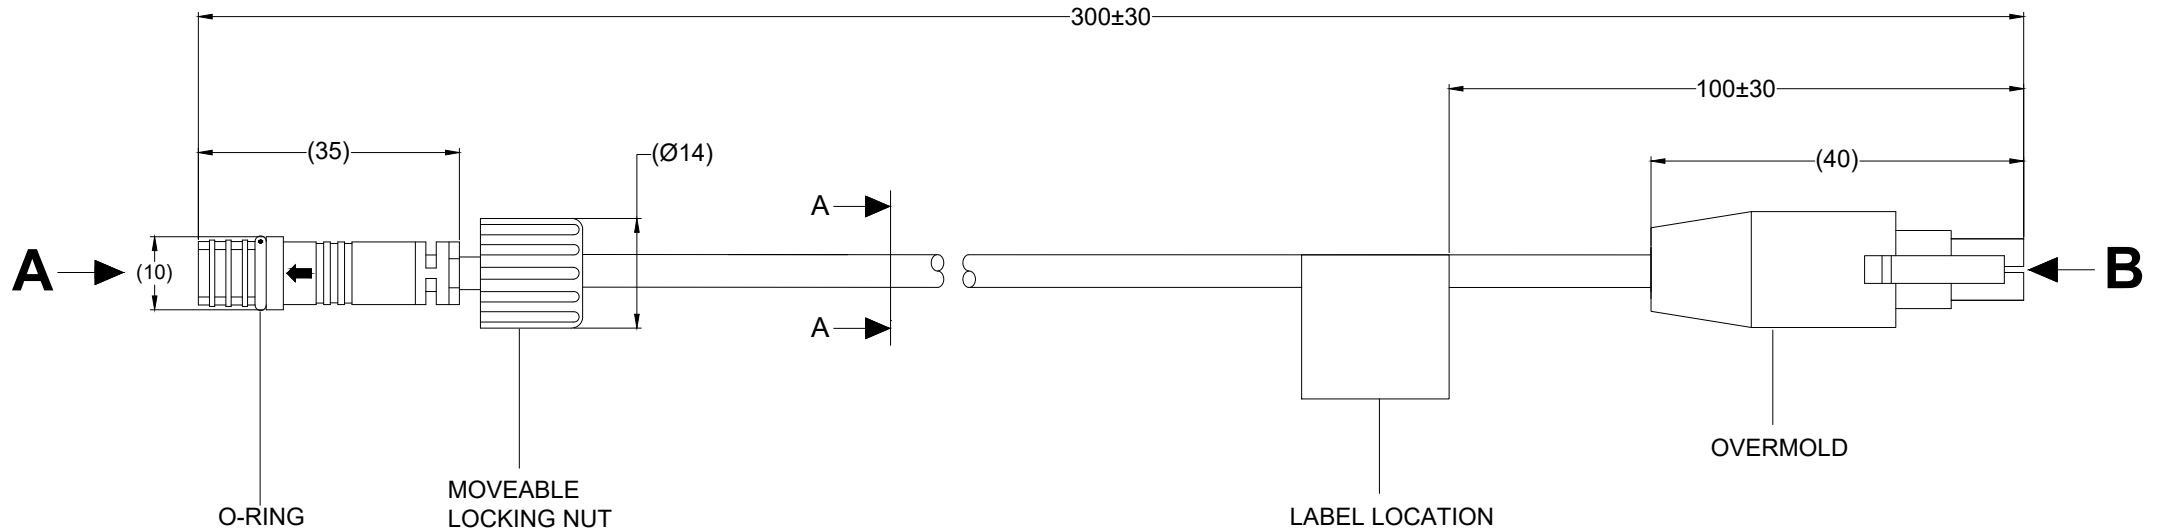 300±30
100±30
(35)
(Ø14)
(40)
A
A
(10)
B
A
OVERMOLD
MOVEABLE
LOCKING NUT
O-RING
LABEL LOCATION